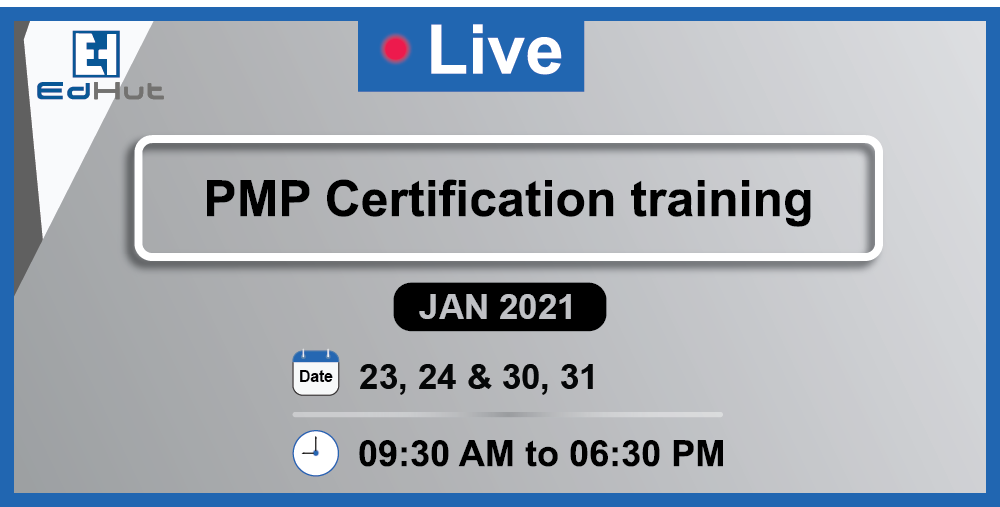 Live
EdHut
PMP Certification training
JAN 2021
Date
23, 24 & 30, 31
09:30 AM to 06:30 PM